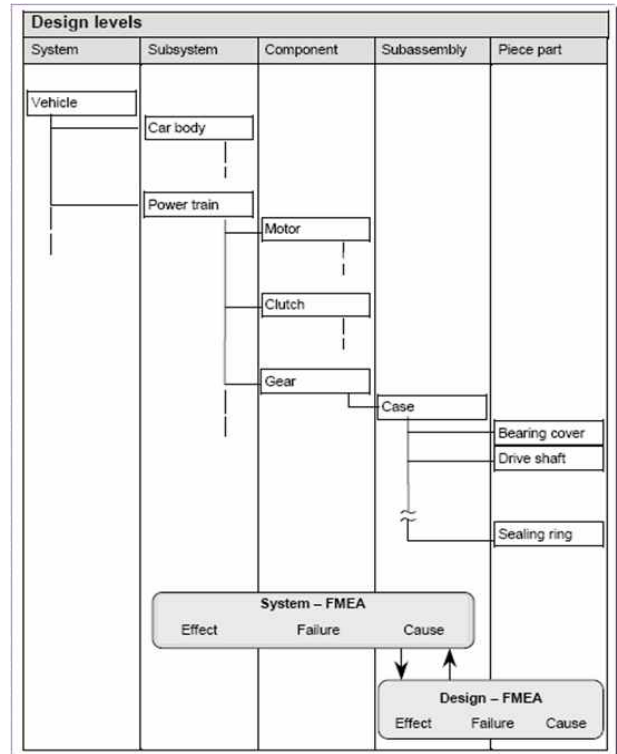 Design levels
System Subsystem Component Subassembly Piece part
Vehicle
Car body
Power train
Motor
Clutch
Gear
Case
Bearing cover
Drive shaft
Sealing ring
System – FMEA
Effect Failure Cause
Design – FMEA
Effect Failure Cause